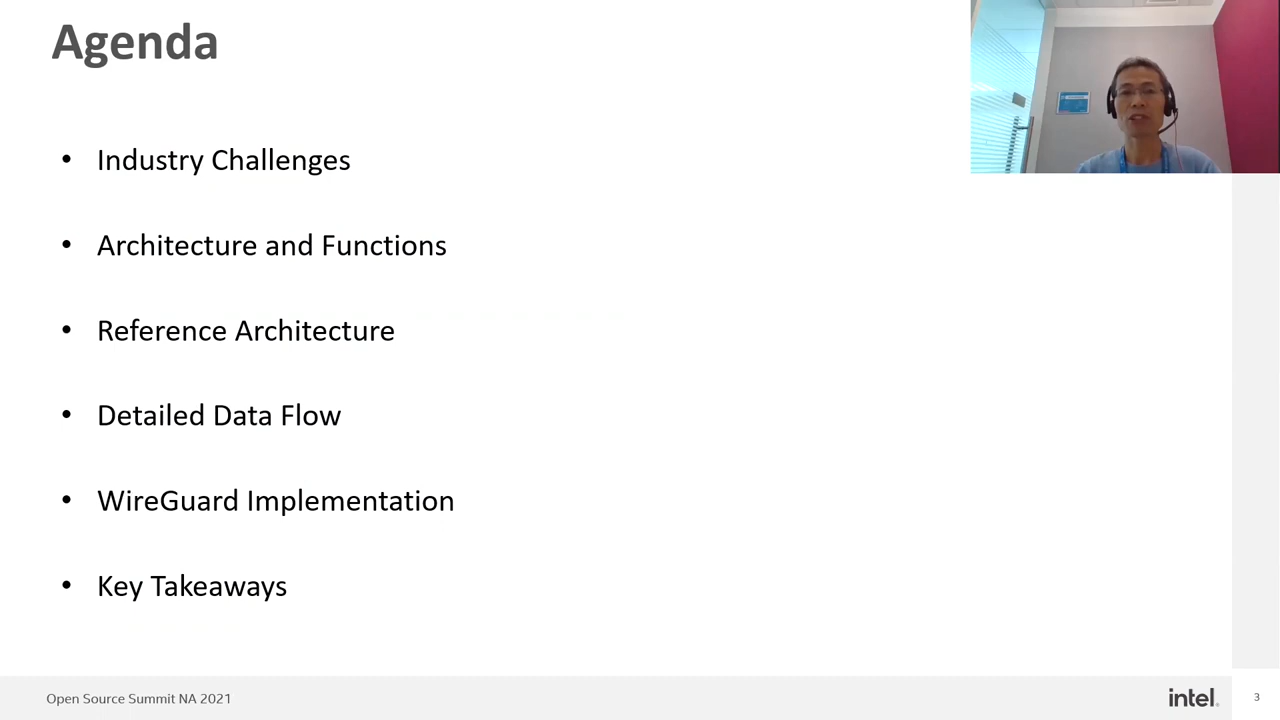 Agenda
• Industry Challenges
• Architecture and Functions
• Reference Architecture
• Detailed Data Flow
• WireGuard Implementation
• Key Takeaways
Open Source Summit NA 2021
intel.
3